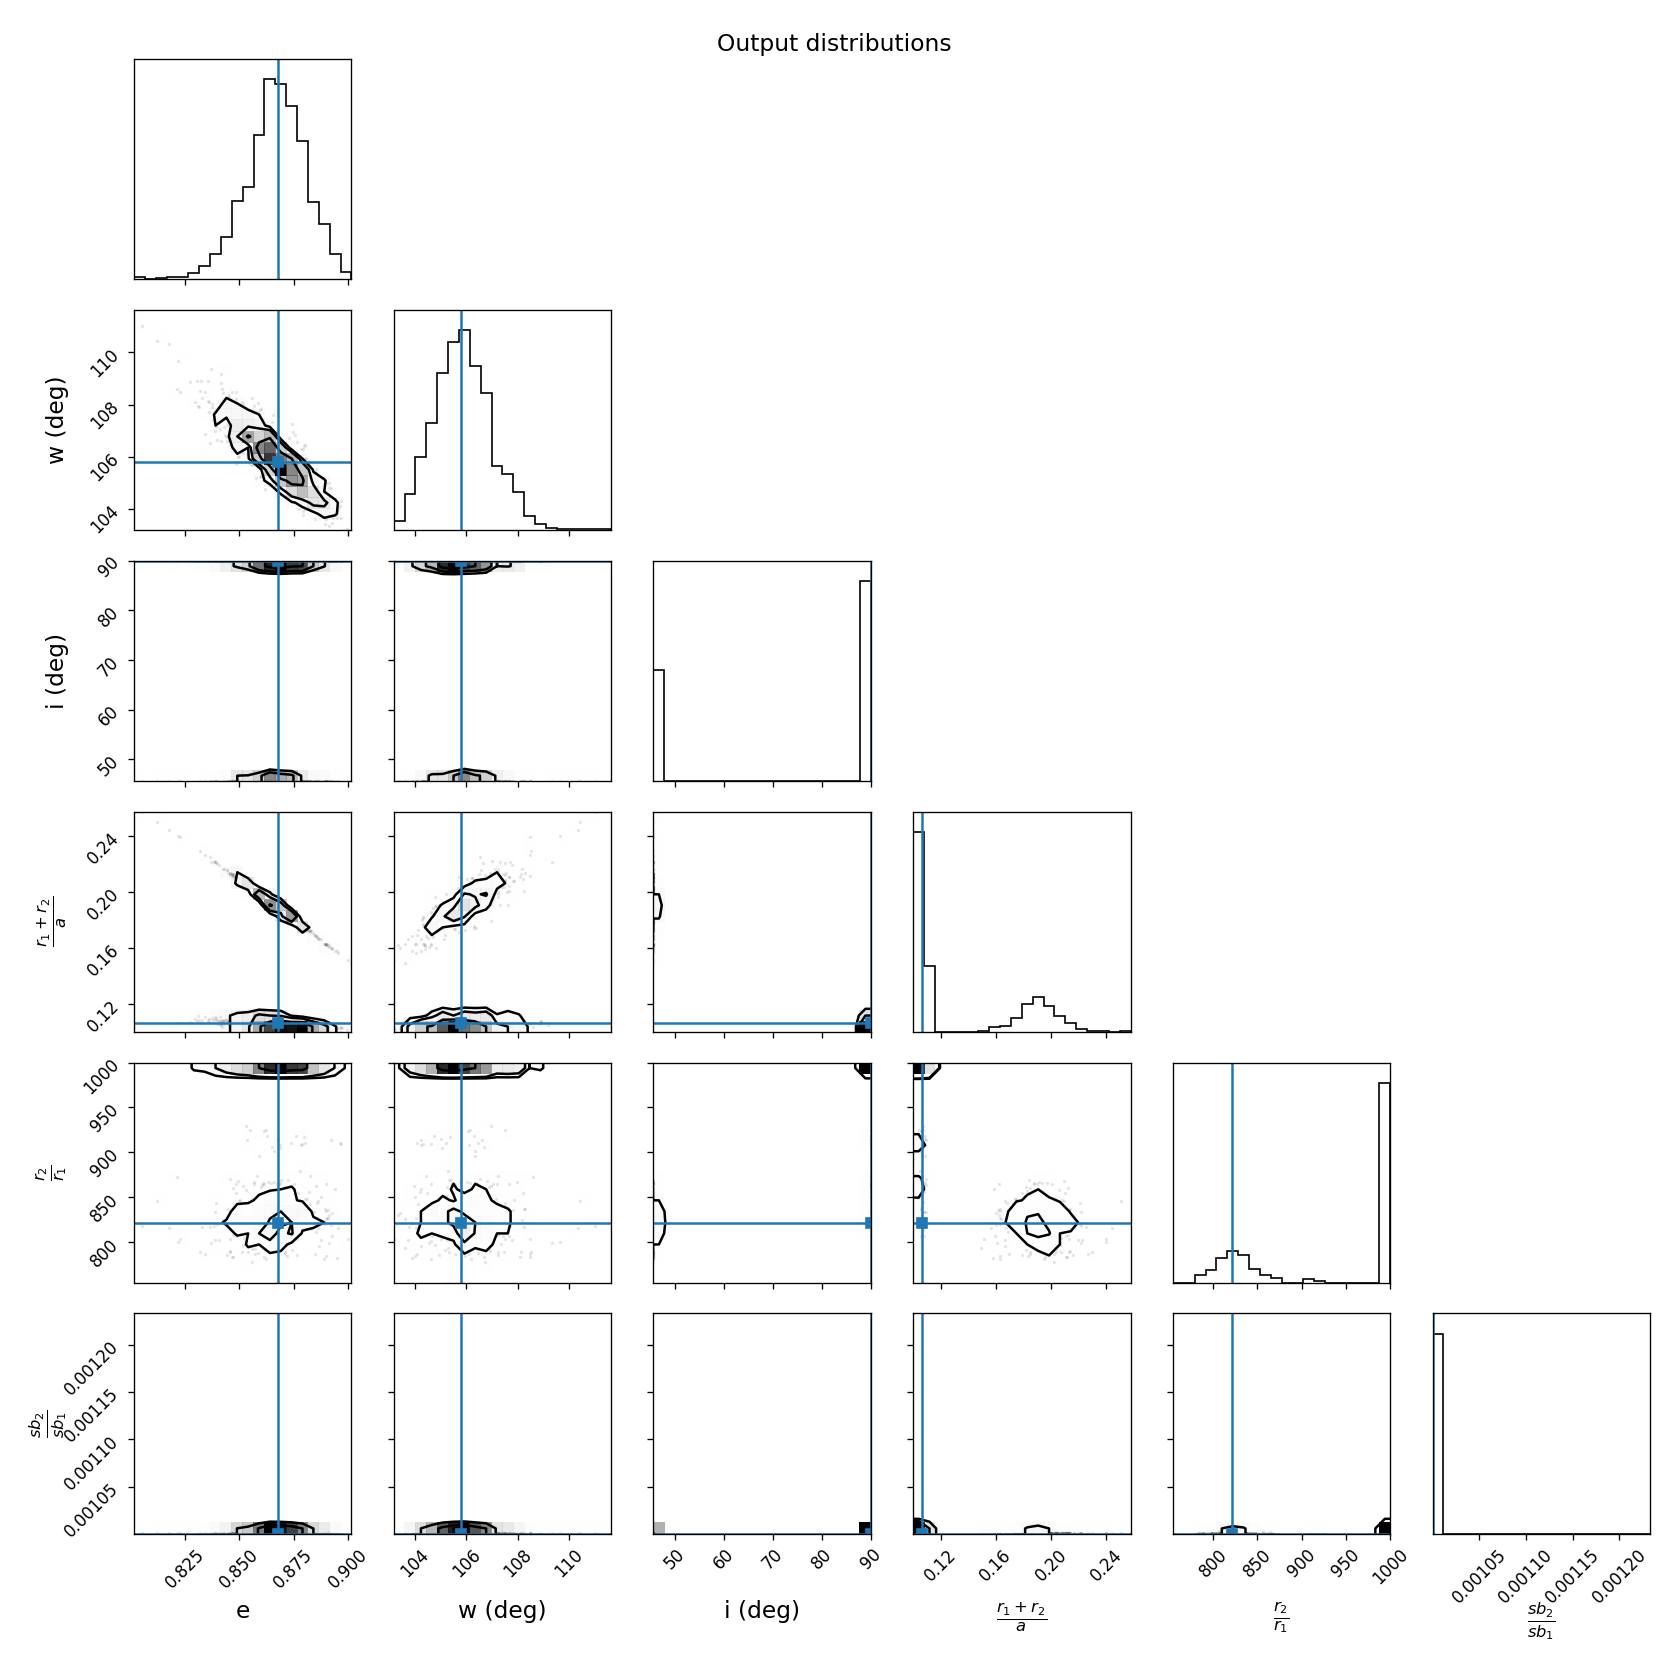 Output distributions
110
108
106
104
w (deg)
90
80
70
60
50
i (deg)
0.24
0.20
0.16
0.12
r₁ + r₂
a
1000
950
900
850
800
r₂
r₁
0.00120
0.00115
0.00110
0.00105
sb₂
sb₁
0.825 0.850 0.875 0.900
104 106 108 110
50 60 70 80 90
0.12 0.16 0.20 0.24
800 850 900 950 1000
0.00105 0.00110 0.00115 0.00120
e
w (deg)
i (deg)
r₁ + r₂
a
r₂
r₁
sb₂
sb₁